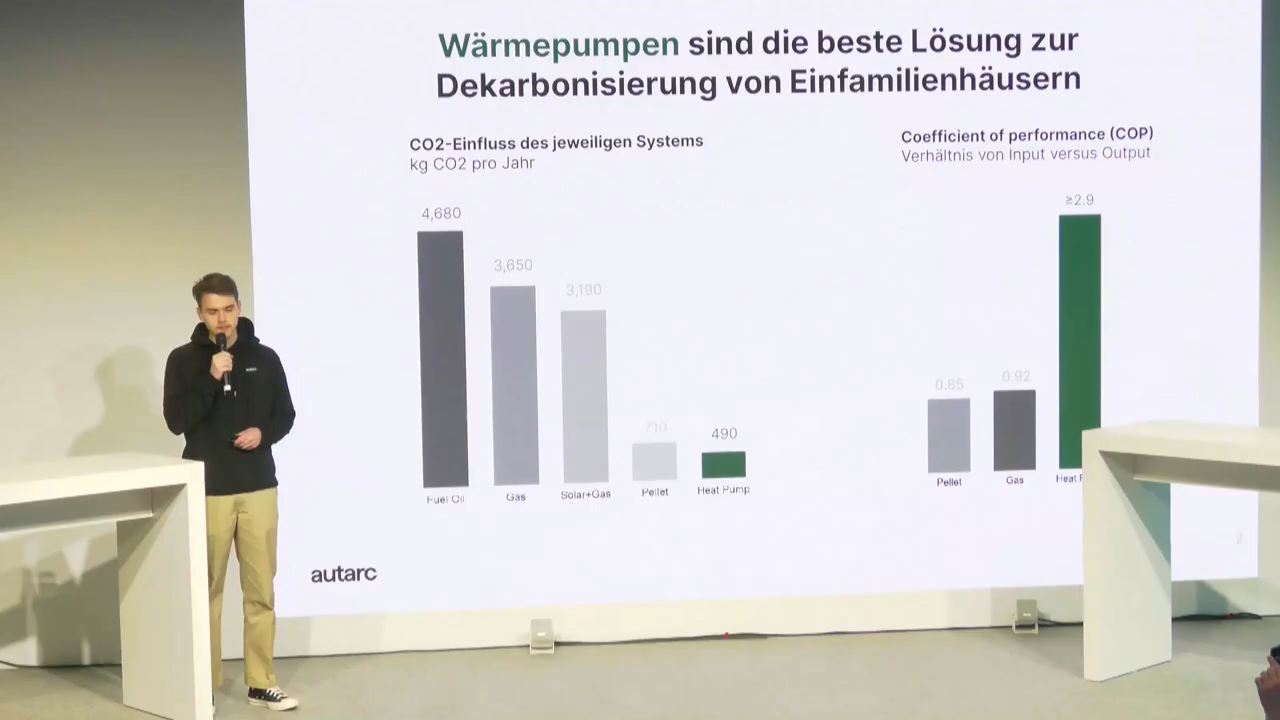 Wärmepumpen sind die beste Lösung zur
Dekarbonisierung von Einfamilienhäusern
CO2-Einfluss des jeweiligen Systems
kg CO2 pro Jahr
4,680
3,650
3,190
710
490
Fuel Oil
Gas
Solar+Gas
Pellet
Heat Pump
Coefficient of performance (COP)
Verhältnis von Input versus Output
≥2.9
0.85
0.92
Pellet
Gas
Heat
autarc
2